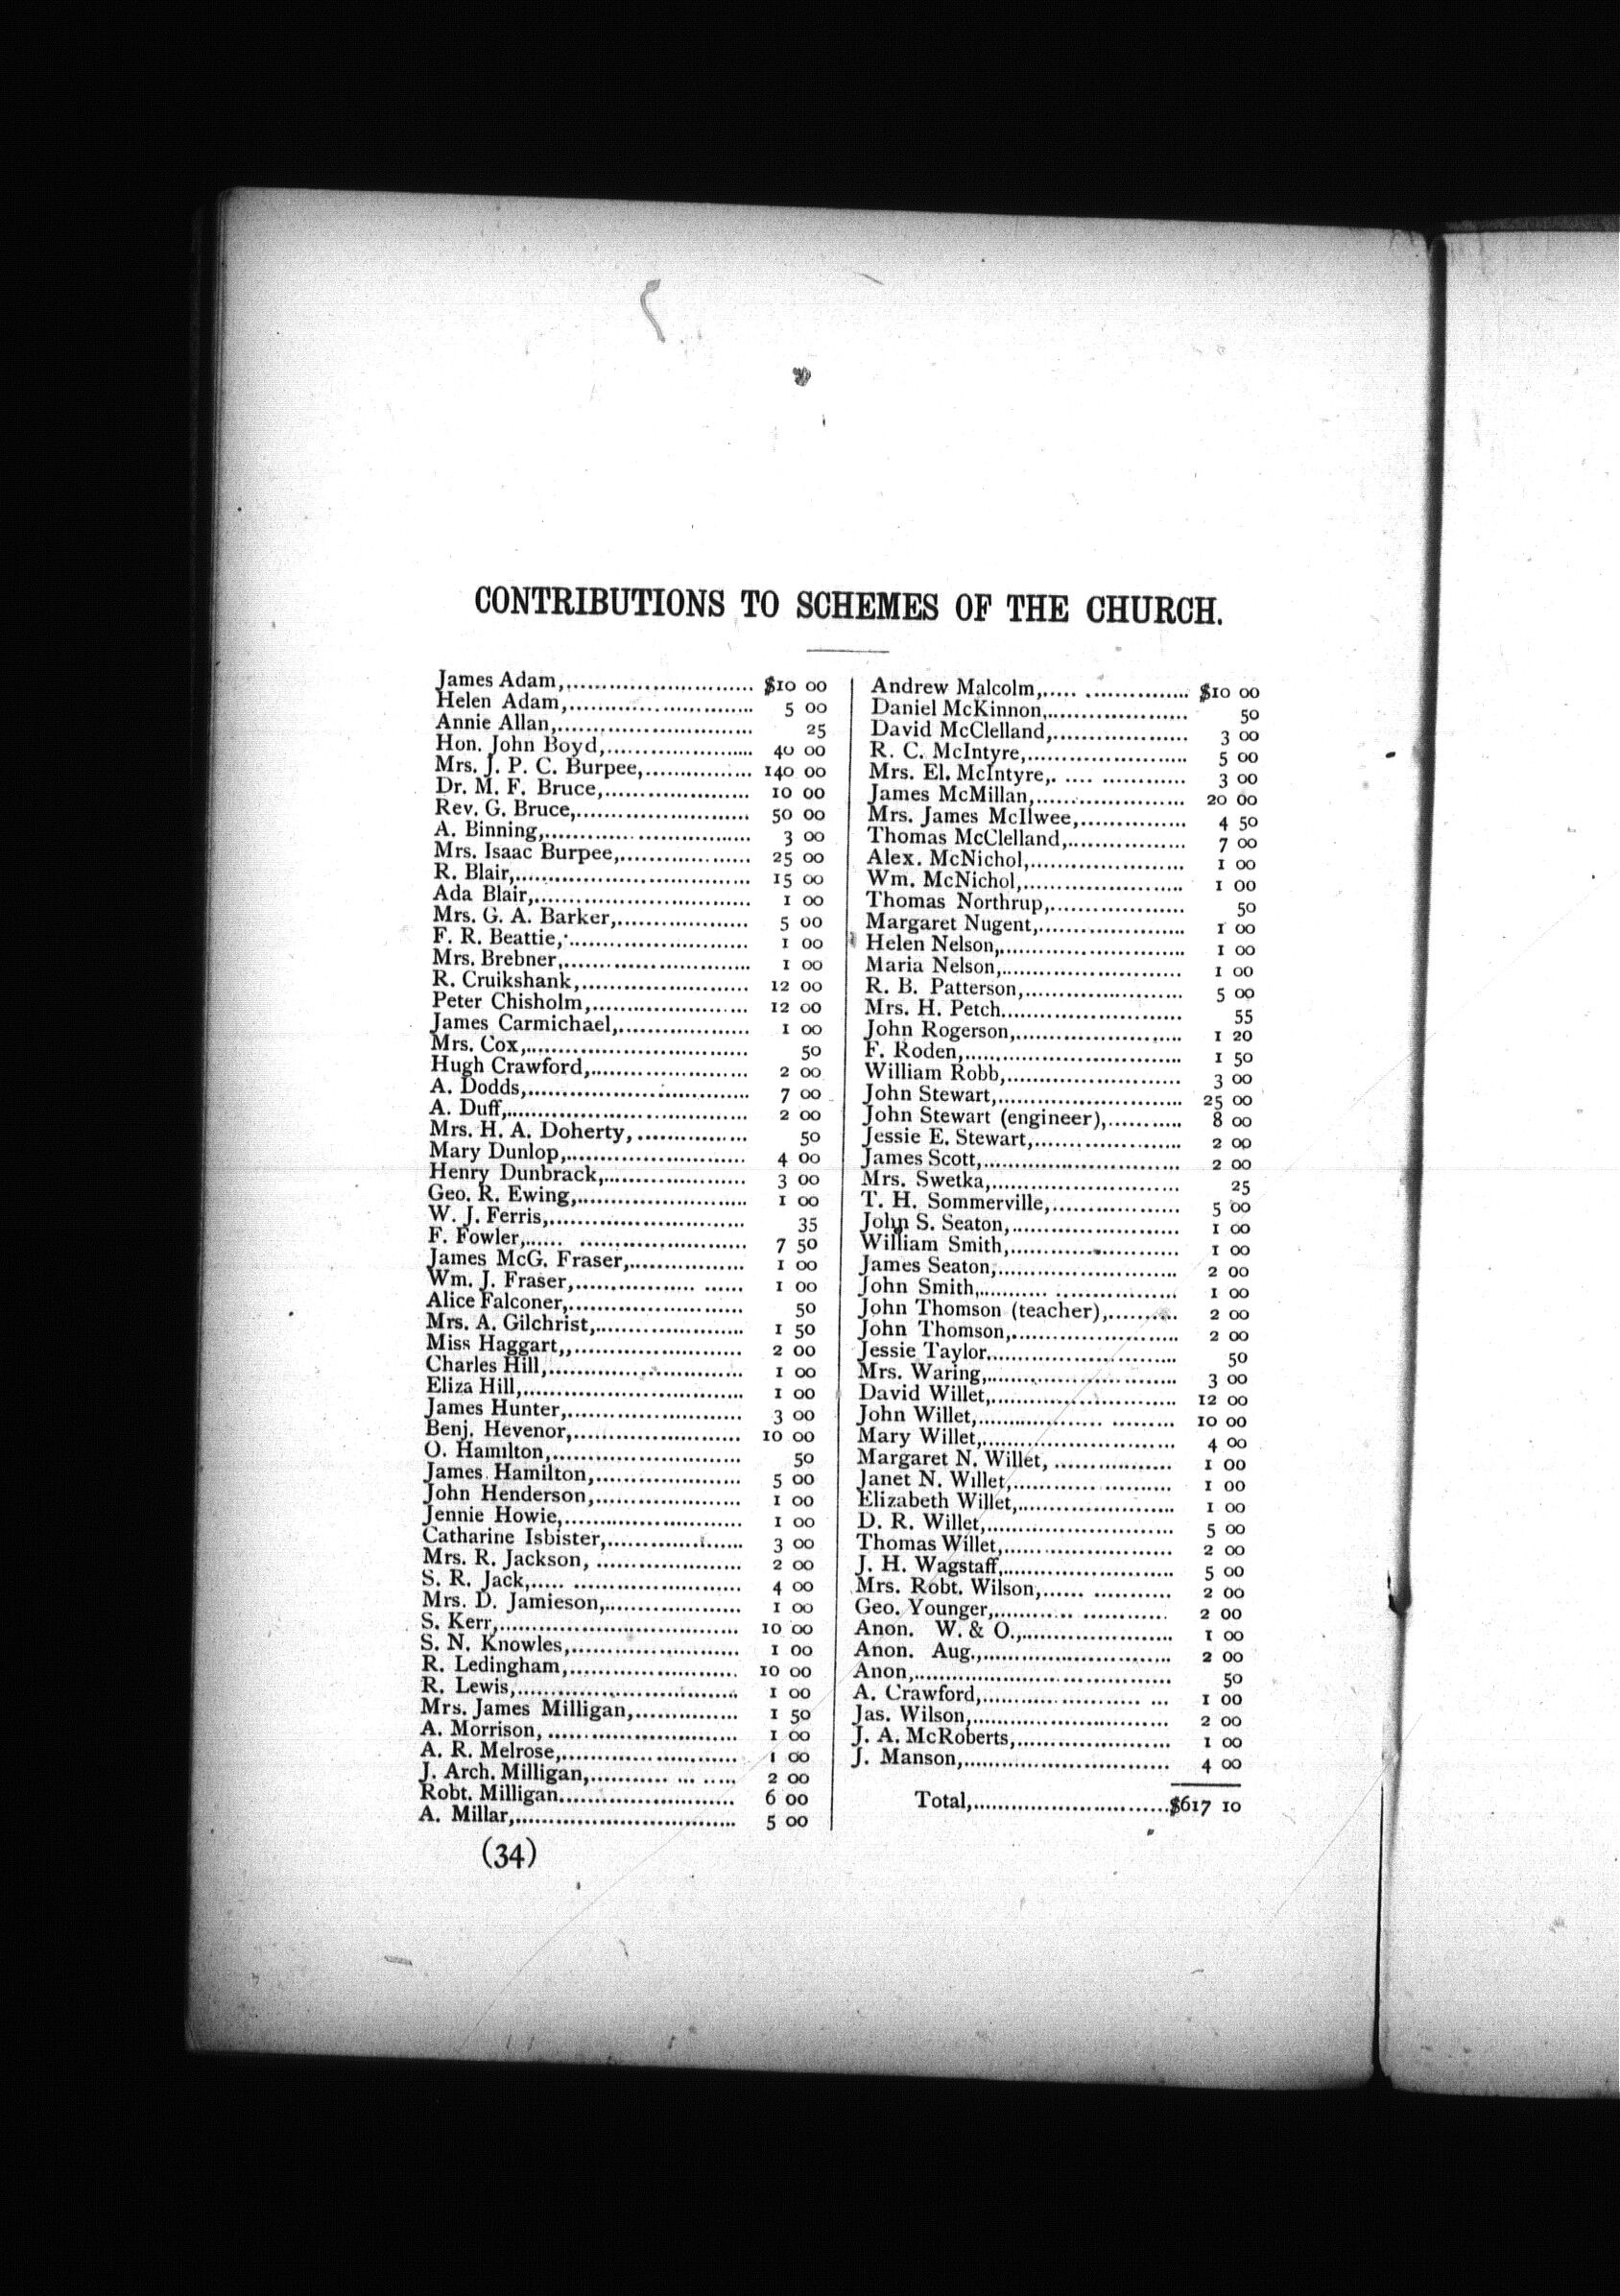 CONTRIBUTIONS TO SCHEMES OF THE CHURCH.
James Adam,.......................... $10 00
Helen Adam,.......................... 5 00
Annie Allan,.......................... 25
Hon. John Boyd,..................... 40 00
Mrs. J. P. C. Burpee,................ 140 00
Dr. M. F. Bruce,..................... 10 00
Rev. G. Bruce,......................... 50 00
A. Binning,............................. 3 00
Mrs. Isaac Burpee,................... 25 00
R. Blair,................................. 15 00
Ada Blair,.............................. 1 00
Mrs. G. A. Barker,................... 5 00
F. R. Beattie,.......................... 1 00
Mrs. Brebner,.......................... 1 00
R. Cruikshank,........................ 12 00
Peter Chisholm,....................... 12 00
James Carmichael,................... 1 00
Mrs. Cox,................................ 50
Hugh Crawford,....................... 2 00
A. Dodds,................................ 7 00
A. Duff,................................... 2 00
Mrs. H. A. Doherty,................ 50
Mary Dunlop,.......................... 4 00
Henry Dunbrack,..................... 3 00
Geo. R. Ewing,........................ 1 00
W. J. Ferris,............................ 35
F. Fowler,...... ........................ 7 50
James McG. Fraser,................ 1 00
Wm. J. Fraser,................. ...... 1 00
Alice Falconer,......................... 50
Mrs. A. Gilchrist,..................... 1 50
Miss Haggart,,......................... 2 00
Charles Hill,............................ 1 00
Eliza Hill,................................ 1 00
James Hunter,......................... 3 00
Benj. Hevenor,........................ 10 00
O. Hamilton,........................... 50
James Hamilton,..................... 5 00
John Henderson,..................... 1 00
Jennie Howie,.......................... 1 00
Catharine Isbister,.................... 3 00
Mrs. R. Jackson, ..................... 2 00
S. R. Jack,..... ........................ 4 00
Mrs. D. Jamieson,.................... 1 00
S. Kerr,................................... 10 00
S. N. Knowles,........................ 1 00
R. Ledingham,........................ 10 00
R. Lewis,................................ 1 00
Mrs. James Milligan,............... 1 50
A. Morrison, ........................... 1 00
A. R. Melrose,......................... 1 00
J. Arch. Milligan,........... ... ..... 2 00
Robt. Milligan......................... 6 00
A. Millar,................................ 5 00
(34)
Andrew Malcolm,..... ............... $10 00
Daniel McKinnon,.................... 50
David McClelland,................... 3 00
R. C. McIntyre,....................... 5 00
Mrs. El. McIntyre,. .... ............ 3 00
James McMillan,...................... 20 00
Mrs. James McIlwee,............... 4 50
Thomas McClelland,................. 7 00
Alex. McNichol,....................... 1 00
Wm. McNichol,....................... 1 00
Thomas Northrup,................... 50
Margaret Nugent,..................... 1 00
Helen Nelson,.......................... 1 00
Maria Nelson,.......................... 1 00
R. B. Patterson,....................... 5 00
Mrs. H. Petch.......................... 55
John Rogerson,........................ 1 20
F. Roden,................................ 1 50
William Robb,......................... 3 00
John Stewart,.......................... 25 00
John Stewart (engineer),........... 8 00
Jessie E. Stewart,..................... 2 00
James Scott,............................ 2 00
Mrs. Swetka,........................... 25
T. H. Sommerville,.................. 5 00
John S. Seaton,........................ 1 00
William Smith,........................ 1 00
James Seaton,.......................... 2 00
John Smith,............ ................. 1 00
John Thomson (teacher),.......... 2 00
John Thomson,........................ 2 00
Jessie Taylor............................ 50
Mrs. Waring,........................... 3 00
David Willet,........................... 12 00
John Willet,.................. ......... 10 00
Mary Willet,............................ 4 00
Margaret N. Willet, ................. 1 00
Janet N. Willet,....................... 1 00
Elizabeth Willet,...................... 1 00
D. R. Willet,........................... 5 00
Thomas Willet,........................ 2 00
J. H. Wagstaff,........................ 5 00
Mrs. Robt. Wilson,...... ........... 2 00
Geo. Younger,........... ............ 2 00
Anon. W. & O.,...................... 1 00
Anon. Aug.,........................... 2 00
Anon,..................................... 50
A. Crawford,...................... ... 1 00
Jas. Wilson,............................. 2 00
J. A. McRoberts,...................... 1 00
J. Manson,.............................. 4 00
Total,.............................$617 10